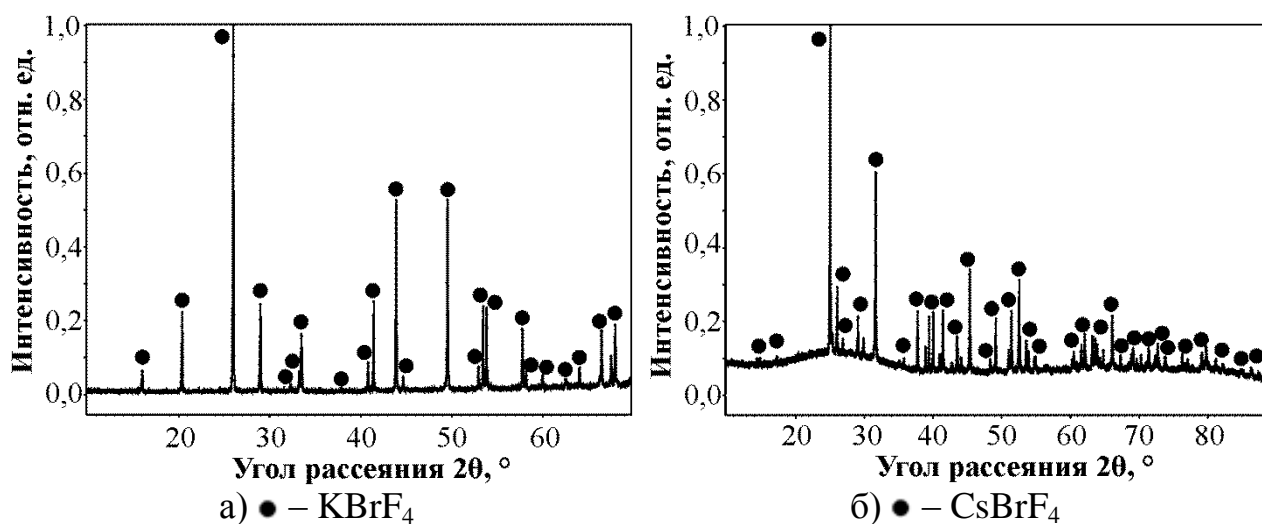 Интенсивность, отн. ед.
1,0
0,8
0,6
0,4
0,2
0,0
20 30 40 50 60
Угол рассеяния 2θ, °
а) ● – KBrF₄
Интенсивность, отн. ед.
1,0
0,8
0,6
0,4
0,2
0,0
20 30 40 50 60 70 80
Угол рассеяния 2θ, °
б) ● – CsBrF₄